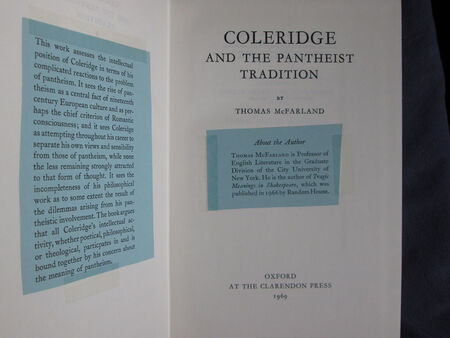 This work assesses the intellectual
position of Coleridge in terms of his
complicated reactions to the problem
of pantheism. It sees the rise of pan-
theism as a central fact of nineteenth
century European culture and as per-
haps the chief criterion of Romantic
consciousness; and it sees Coleridge
as attempting throughout his career to
separate his own views and sensibility
from those of pantheism, while some
the less remaining strongly attracted
to that form of thought. It sees the
incompleteness of his philosophical
work as to some extent the result of
the dilemmas arising from his pan-
theistic involvement. The book argues
that all Coleridge's intellectual ac-
tivity, whether poetical, philosophical,
or theological, particpates in and is
bound together by his concern about
the meaning of pantheism.
COLERIDGE
AND THE PANTHEIST
TRADITION
BY
THOMAS McFARLAND
About the Author
THOMAS McFARLAND is Professor of
English Literature in the Graduate
Division of the City University of
New York. He is the author of Tragic
Meanings in Shakespeare, which was
published in 1966 by Random House.
OXFORD
AT THE CLARENDON PRESS
1969